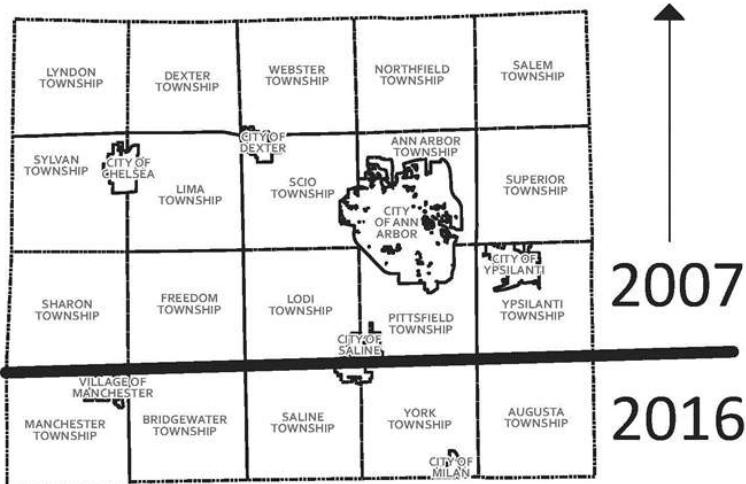 LYNDON
TOWNSHIP
DEXTER
TOWNSHIP
WEBSTER
TOWNSHIP
NORTHFIELD
TOWNSHIP
SALEM
TOWNSHIP
SYLVAN
TOWNSHIP
CITY OF
CHELSEA
LIMA
TOWNSHIP
CITY OF
DEXTER
SCIO
TOWNSHIP
ANN ARBOR
TOWNSHIP
CITY
OF ANN
ARBOR
SUPERIOR
TOWNSHIP
SHARON
TOWNSHIP
FREEDOM
TOWNSHIP
LODI
TOWNSHIP
CITY OF
SALINE
PITTSFIELD
TOWNSHIP
CITY OF
YPSILANTI
YPSILANTI
TOWNSHIP
2007
VILLAGE OF
MANCHESTER
MANCHESTER
TOWNSHIP
BRIDGEWATER
TOWNSHIP
SALINE
TOWNSHIP
YORK
TOWNSHIP
CITY OF
MILAN
AUGUSTA
TOWNSHIP
2016